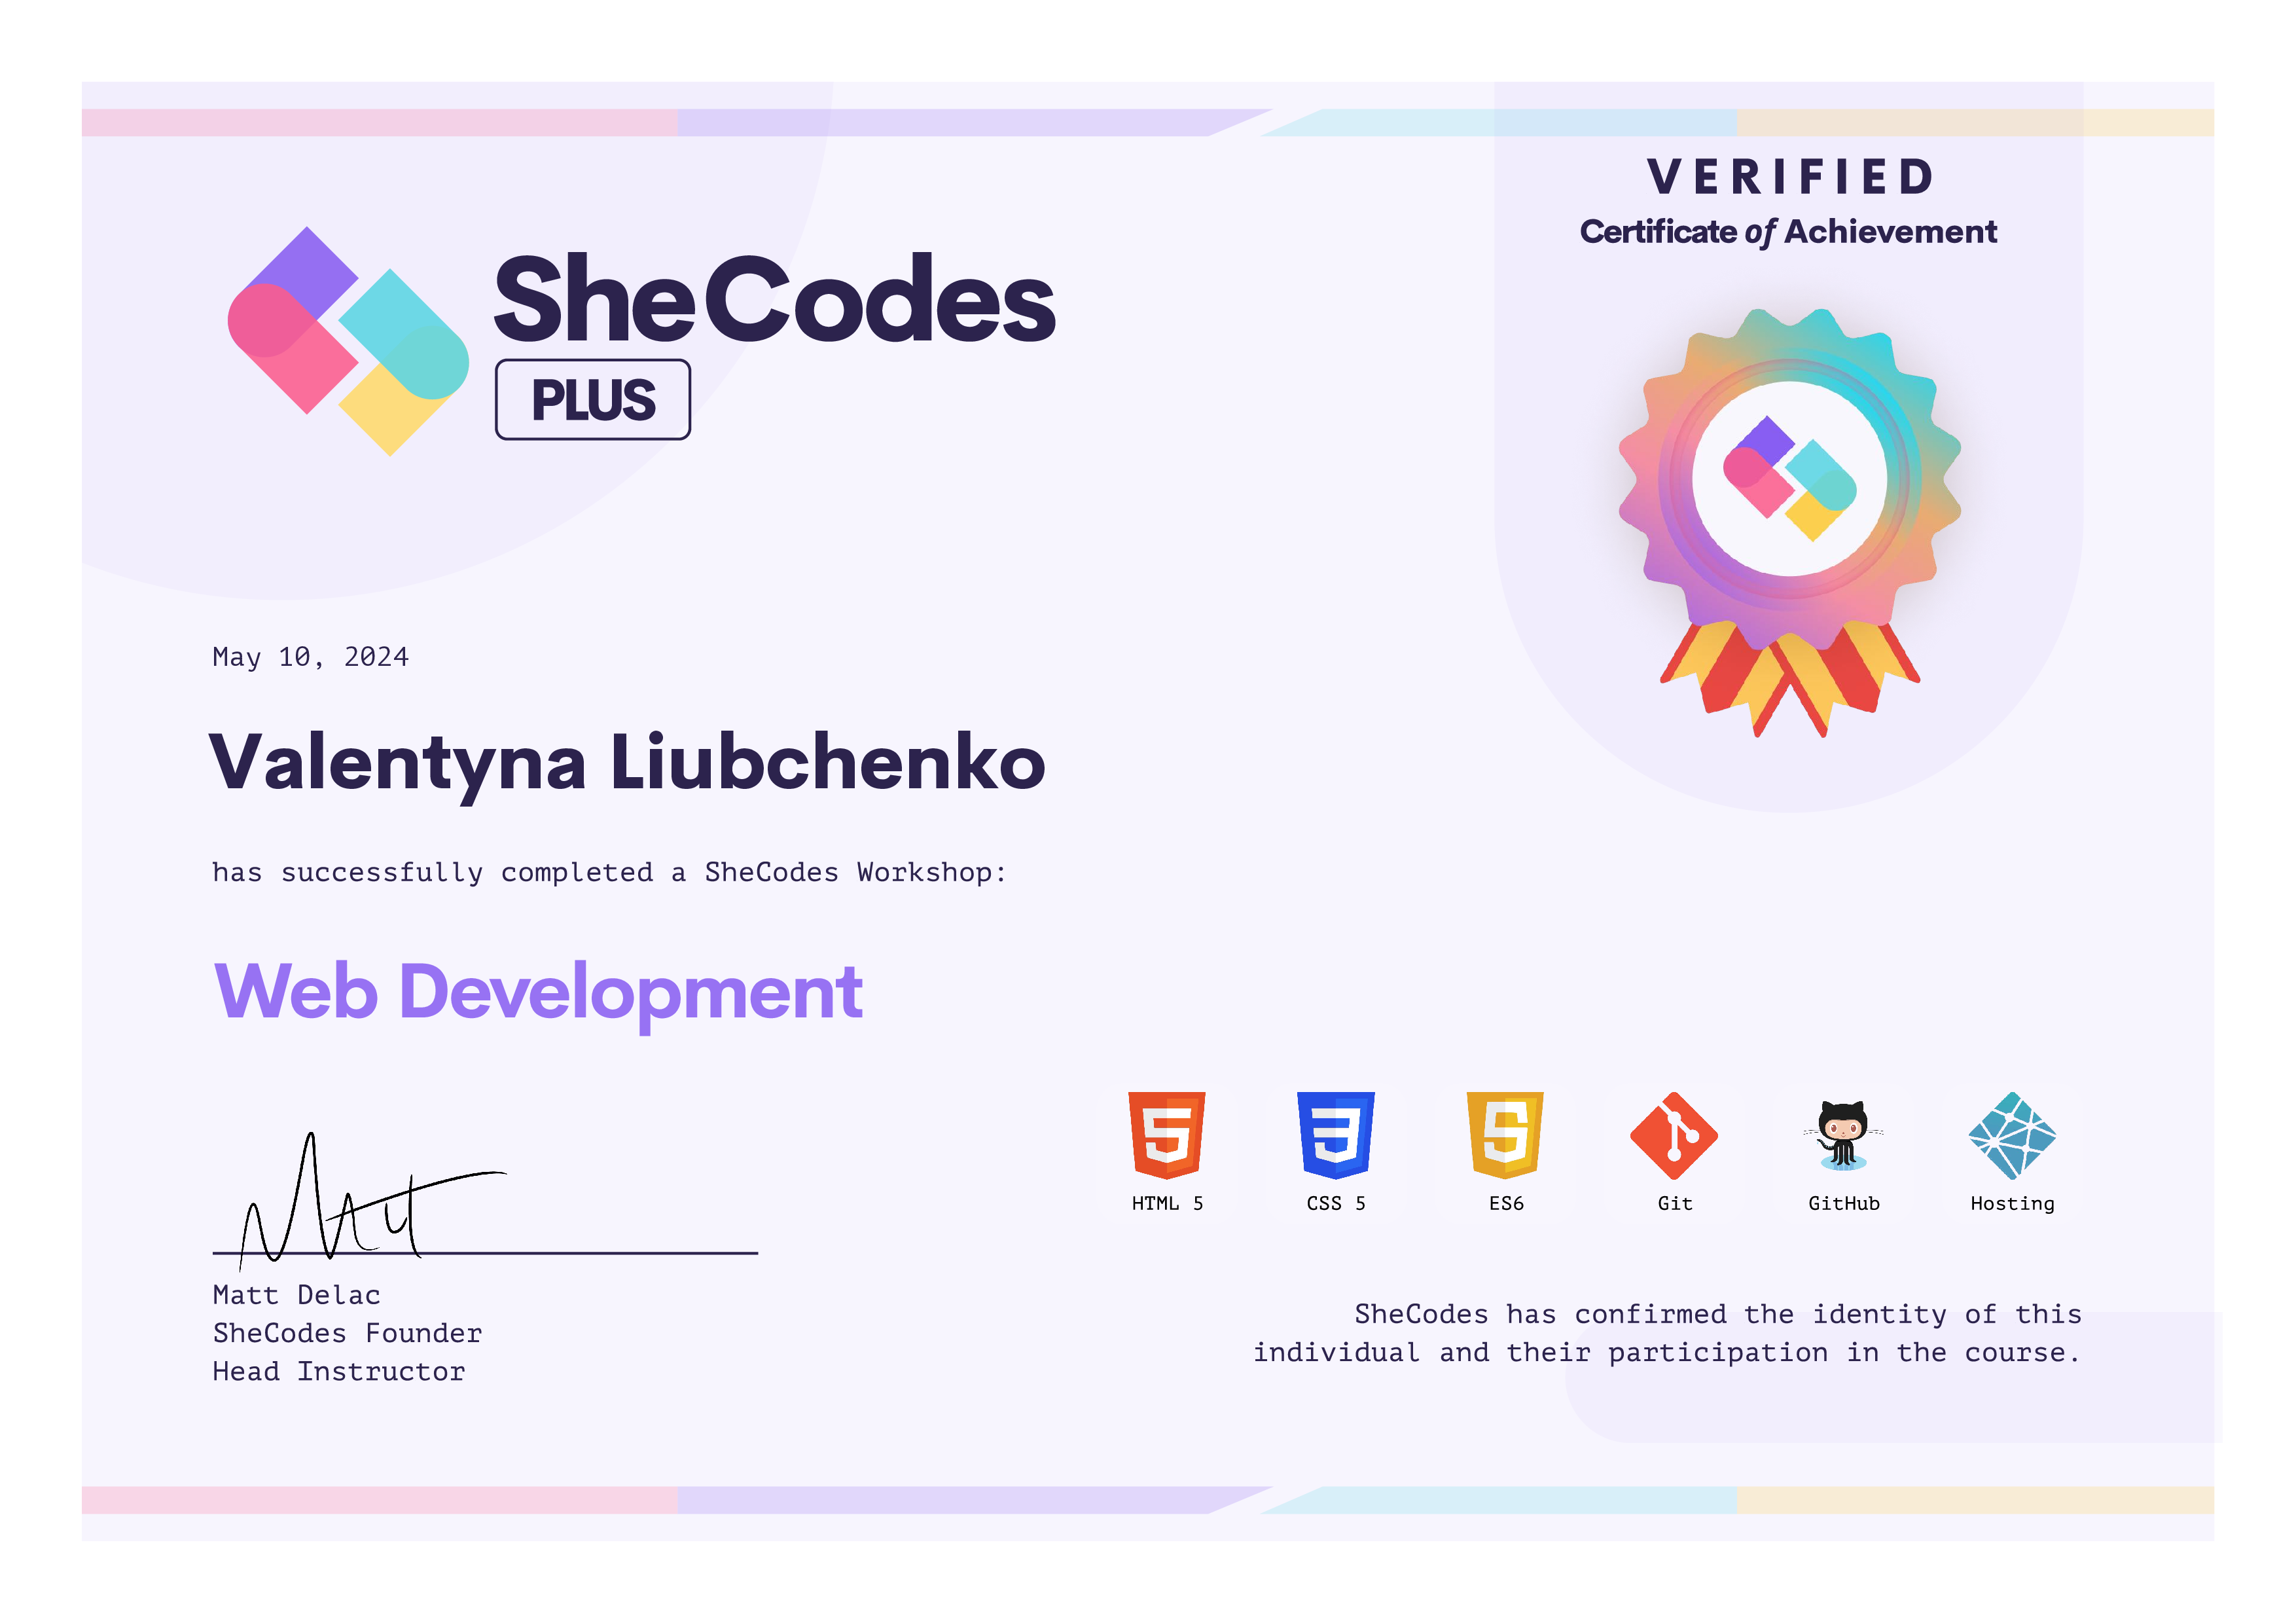 VERIFIED
Certificate of Achievement
SheCodes
PLUS
May 10, 2024
Valentyna Liubchenko
has successfully completed a SheCodes Workshop:
Web Development
HTML 5
CSS 5
ES6
Git
GitHub
Hosting
Matt
Matt Delac
SheCodes Founder
Head Instructor
SheCodes has confirmed the identity of this
individual and their participation in the course.